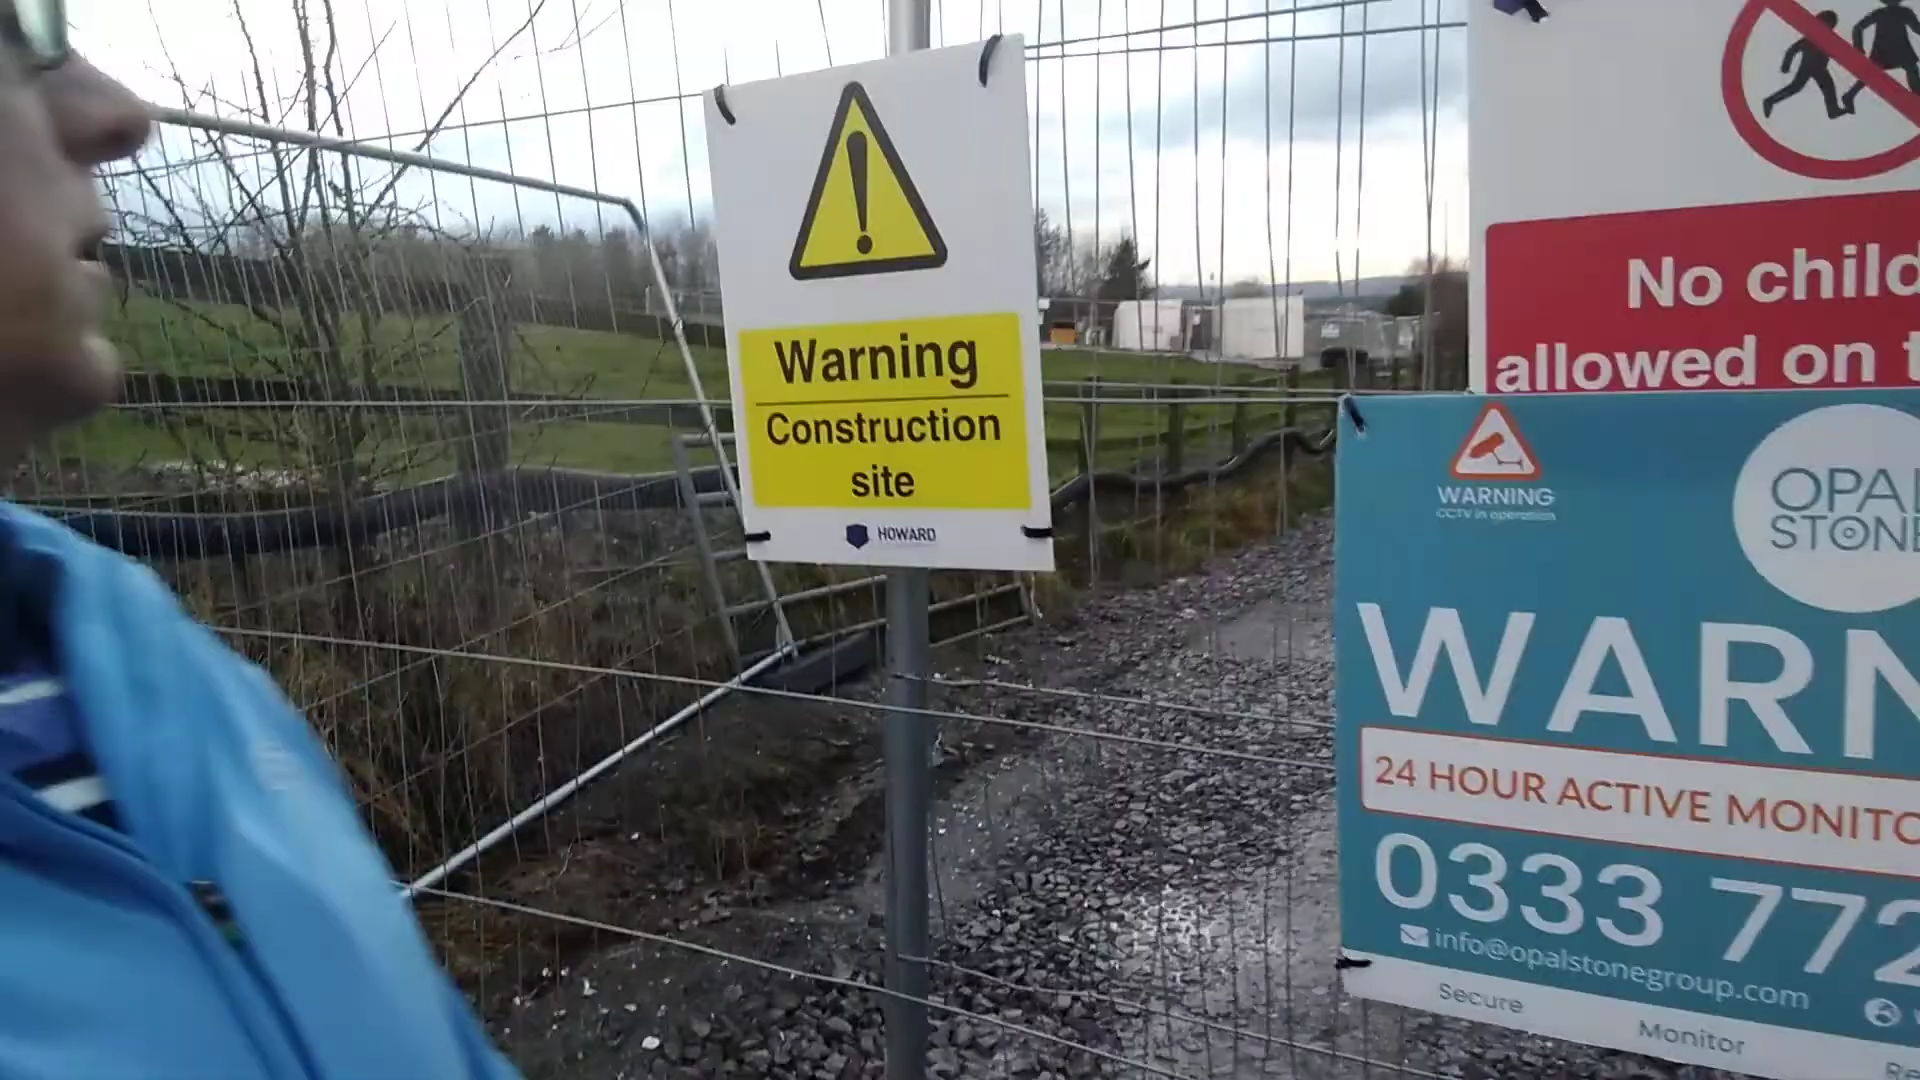 Warning
Construction
site
HOWARD
No child
allowed on t
WARNING
CCTV in operation
OPAL
STONE
WARN
24 HOUR ACTIVE MONITO
0333 772
info@opalstonegroup.com
Secure
Monitor
Re